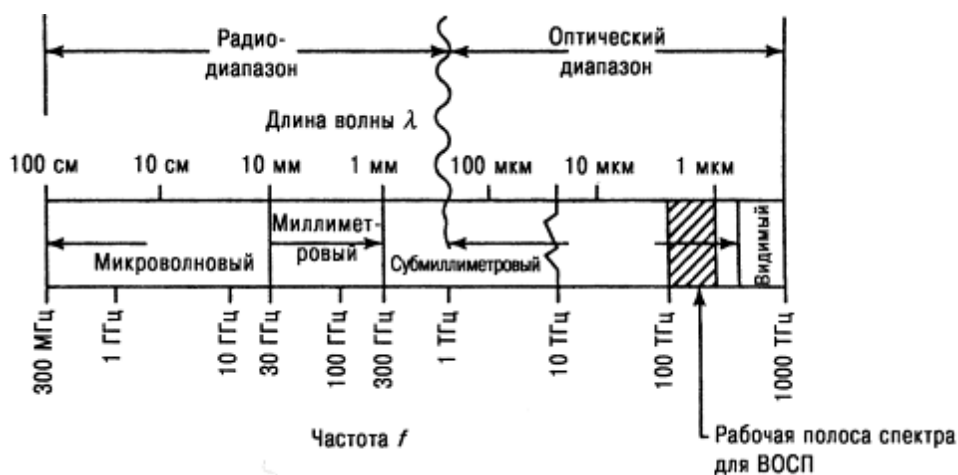 Радио-
диапазон
Оптический
диапазон
Длина волны λ
100 см
10 см
10 мм
1 мм
100 мкм
10 мкм
1 мкм
Микроволновый
Миллимет-
ровый
Субмиллиметровый
Видимый
300 МГц
1 ГГц
10 ГГц
30 ГГц
100 ГГц
300 ГГц
1 ТГц
10 ТГц
100 ТГц
1000 ТГц
Частота f
Рабочая полоса спектра
для ВОСП